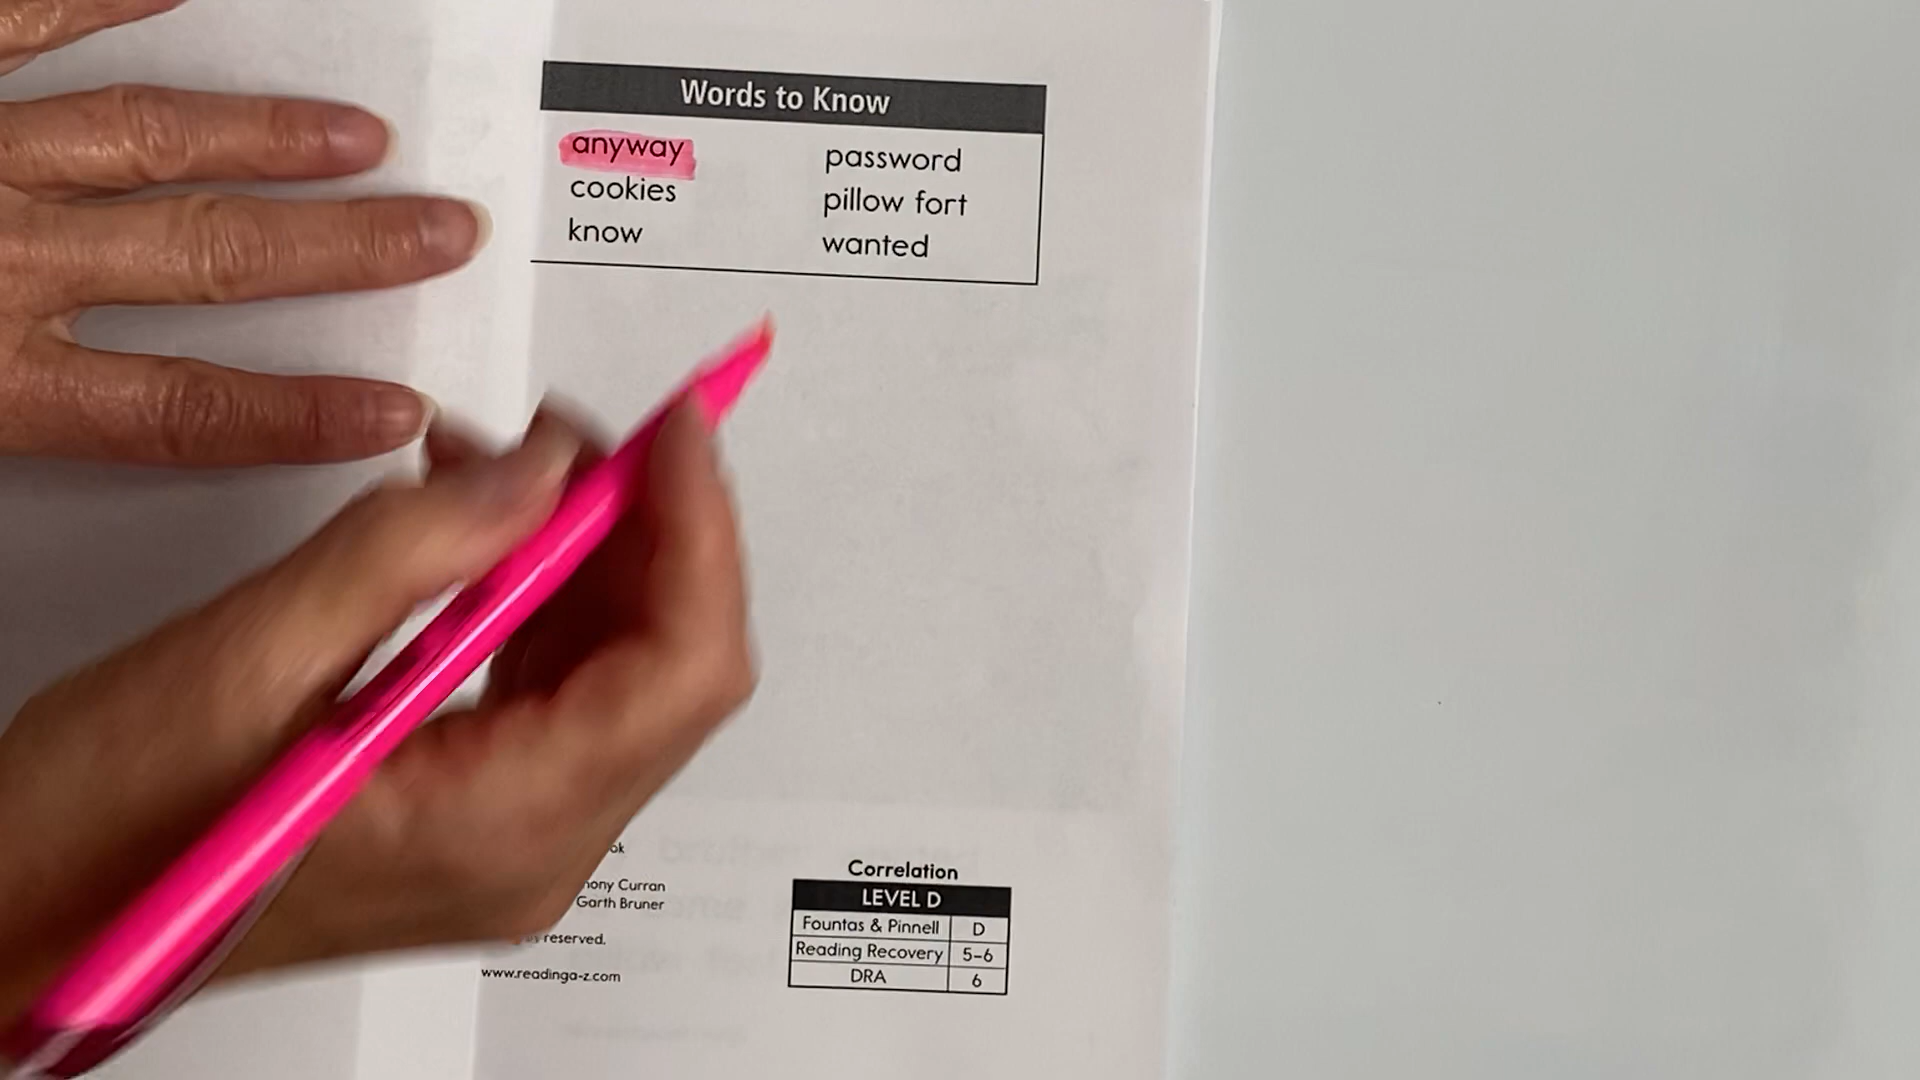 Words to Know
anyway
cookies
know
password
pillow fort
wanted
Garth Bruner
Curran
reserved.
www.readinga-z.com
Correlation
LEVEL D
Fountas & Pinnell D
Reading Recovery 5-6
DRA 6